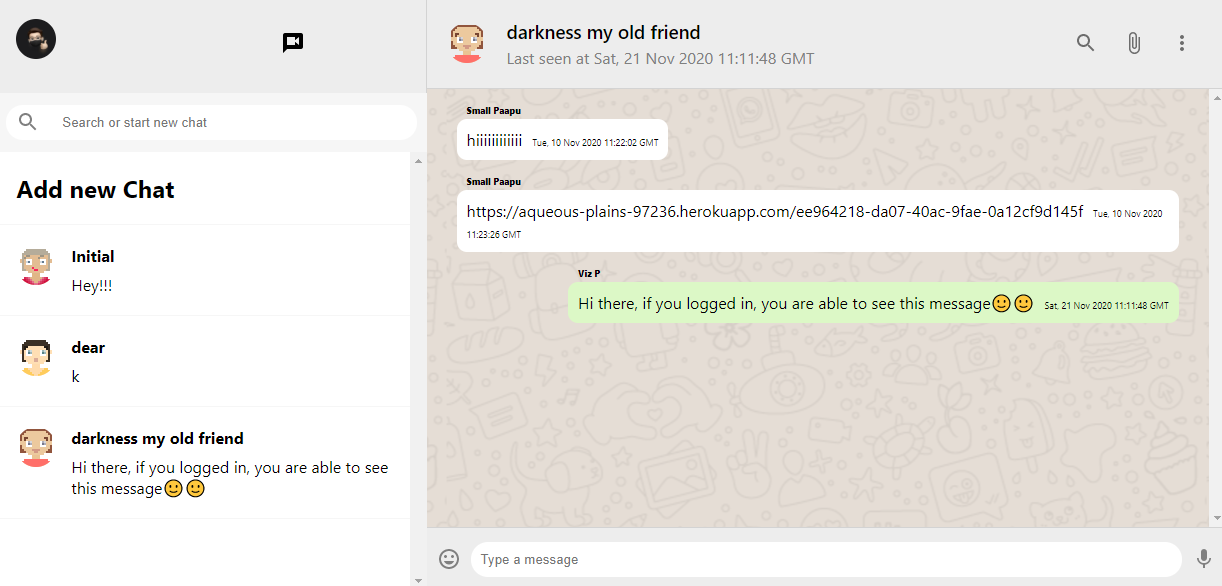 Search or start new chat
Add new Chat
Initial
Hey!!!
dear
k
darkness my old friend
Hi there, if you logged in, you are able to see
this message🙂🙂
darkness my old friend
Last seen at Sat, 21 Nov 2020 11:11:48 GMT
Small Paapu
hiiiiiiiiiiiii Tue, 10 Nov 2020 11:22:02 GMT
Small Paapu
https://aqueous-plains-97236.herokuapp.com/ee964218-da07-40ac-9fae-0a12cf9d145f Tue, 10 Nov 2020
11:23:26 GMT
Viz P
Hi there, if you logged in, you are able to see this message🙂🙂 Sat, 21 Nov 2020 11:11:48 GMT
Type a message